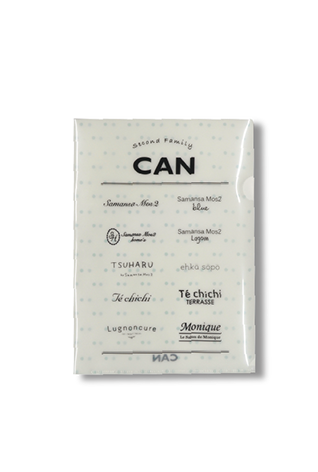 Second Family
CAN
Samansa Mos2
Samansa Mos2
blue
Samansa Mos2
home's
Samansa Mos2
Lagom
TSUHARU
by Samansa Mos2
ehka sopo
Té chichi
Té chichi
TERRASSE
Lugnoncure
Monique
Le Salon de Monique
CAN